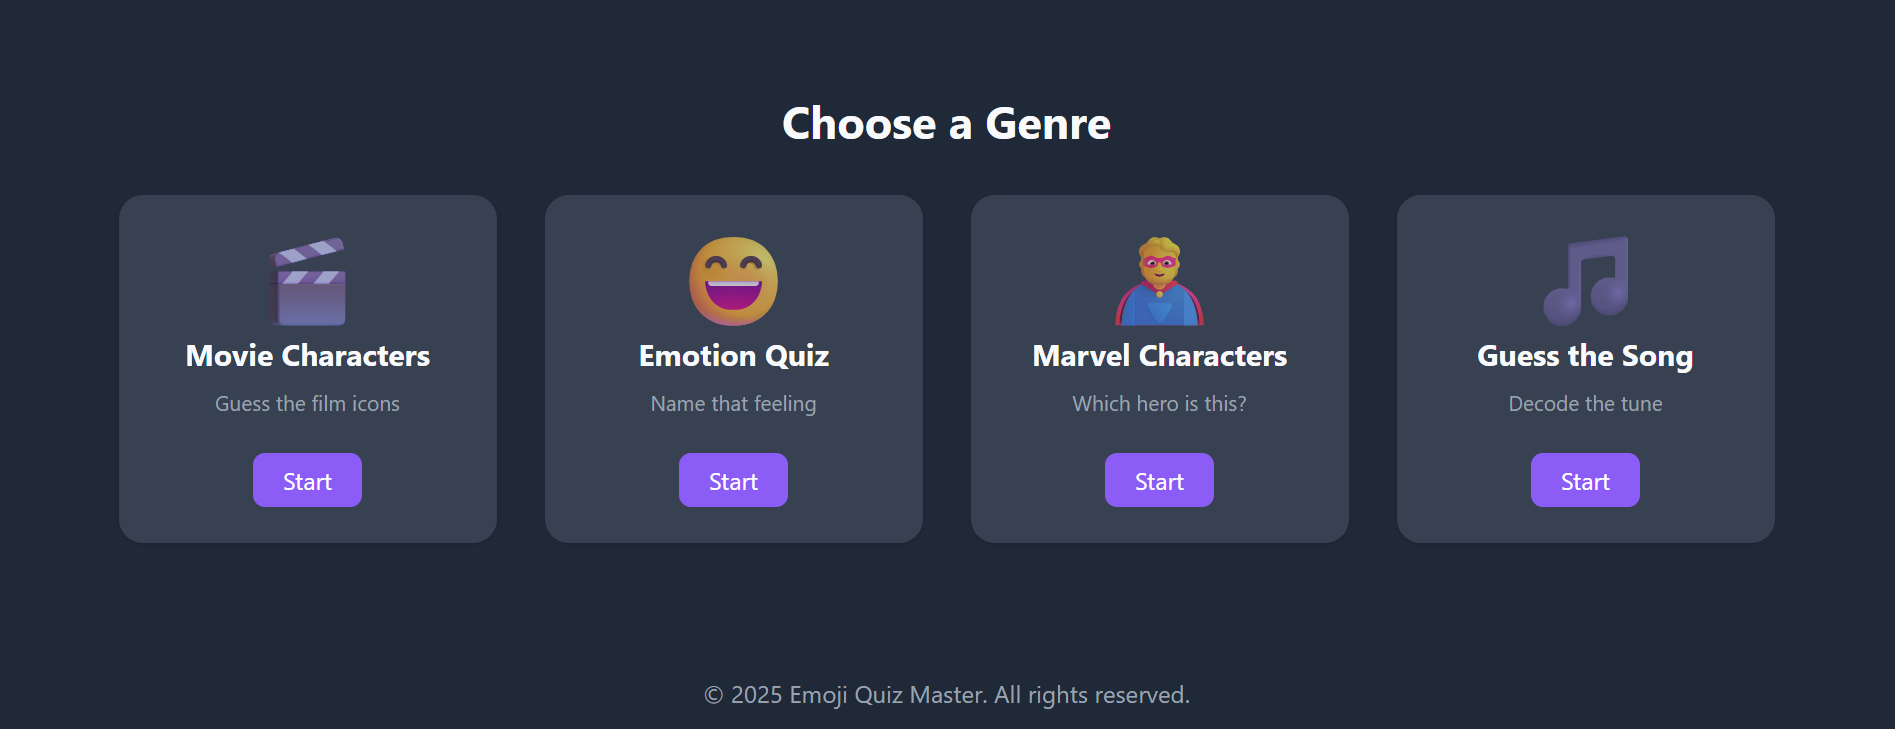 Choose a Genre
Movie Characters
Guess the film icons
Start
Emotion Quiz
Name that feeling
Start
Marvel Characters
Which hero is this?
Start
Guess the Song
Decode the tune
Start
© 2025 Emoji Quiz Master. All rights reserved.